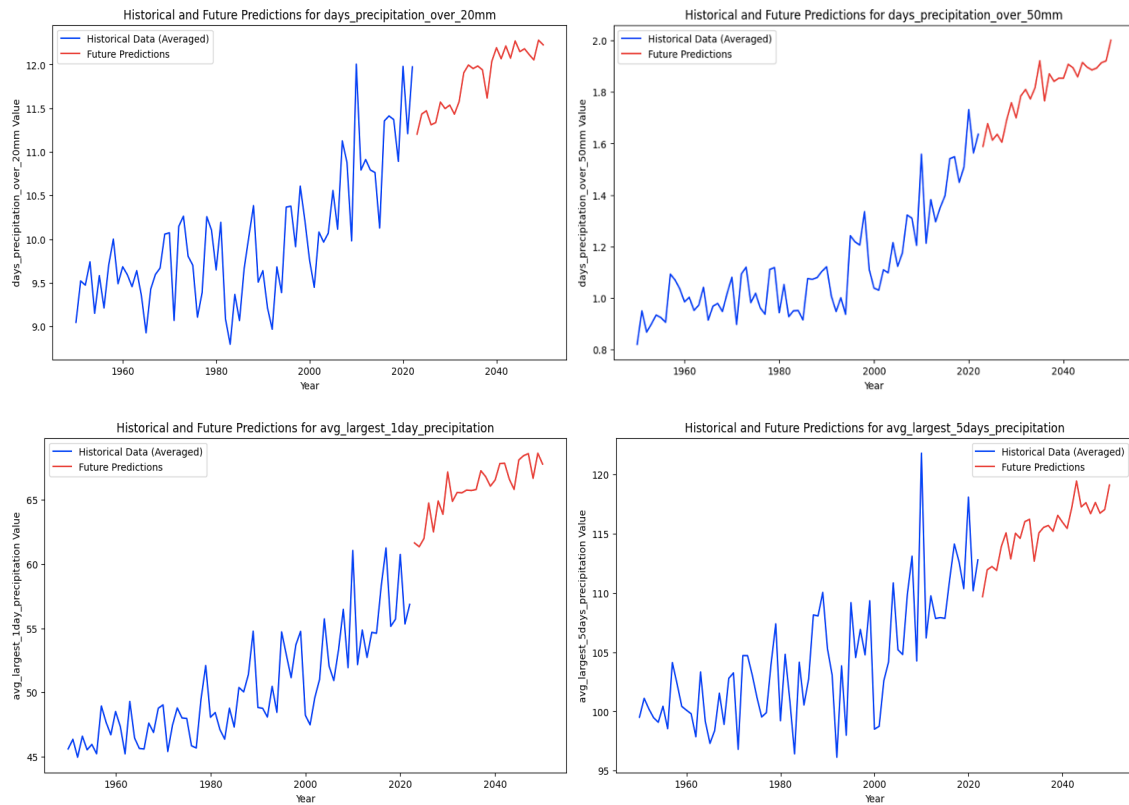 Historical and Future Predictions for days_precipitation_over_20mm
Historical Data (Averaged)
Future Predictions
12.0
11.5
11.0
10.5
10.0
9.5
9.0
days_precipitation_over_20mm Value
1960
1980
2000
2020
2040
Year
Historical and Future Predictions for days_precipitation_over_50mm
Historical Data (Averaged)
Future Predictions
2.0
1.8
1.6
1.4
1.2
1.0
0.8
days_precipitation_over_50mm Value
1960
1980
2000
2020
2040
Year
Historical and Future Predictions for avg_largest_1day_precipitation
Historical Data (Averaged)
Future Predictions
65
60
55
50
45
avg_largest_1day_precipitation Value
1960
1980
2000
2020
2040
Year
Historical and Future Predictions for avg_largest_5days_precipitation
Historical Data (Averaged)
Future Predictions
120
115
110
105
100
95
avg_largest_5days_precipitation Value
1960
1980
2000
2020
2040
Year